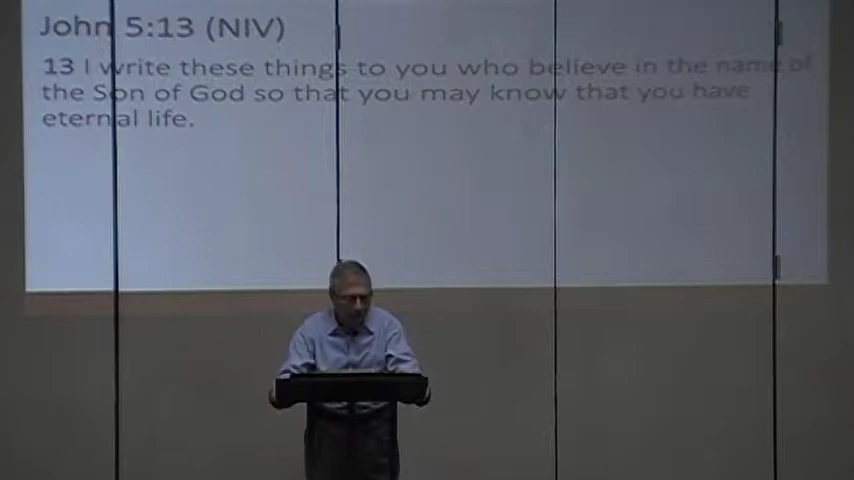 John 5:13 (NIV)
13 I write these things to you who believe in the name of
the Son of God so that you may know that you have
eternal life.